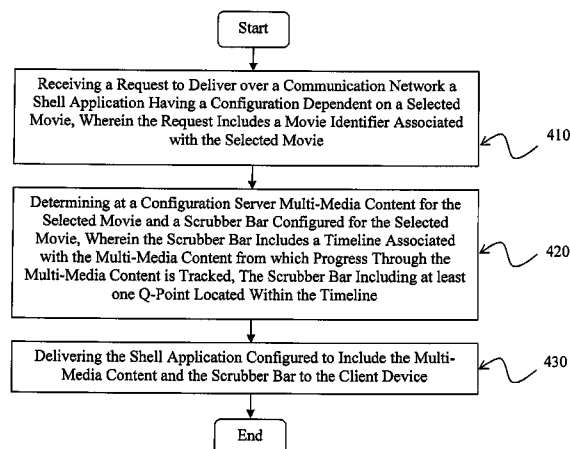 Start
Receiving a Request to Deliver over a Communication Network a
Shell Application Having a Configuration Dependent on a Selected
Movie, Wherein the Request Includes a Movie Identifier Associated
with the Selected Movie
410
Determining at a Configuration Server Multi-Media Content for the
Selected Movie and a Scrubber Bar Configured for the Selected
Movie, Wherein the Scrubber Bar Includes a Timeline Associated
with the Multi-Media Content from which Progress Through the
Multi-Media Content is Tracked, The Scrubber Bar Including at least
one Q-Point Located Within the Timeline
420
Delivering the Shell Application Configured to Include the Multi-
Media Content and the Scrubber Bar to the Client Device
430
End